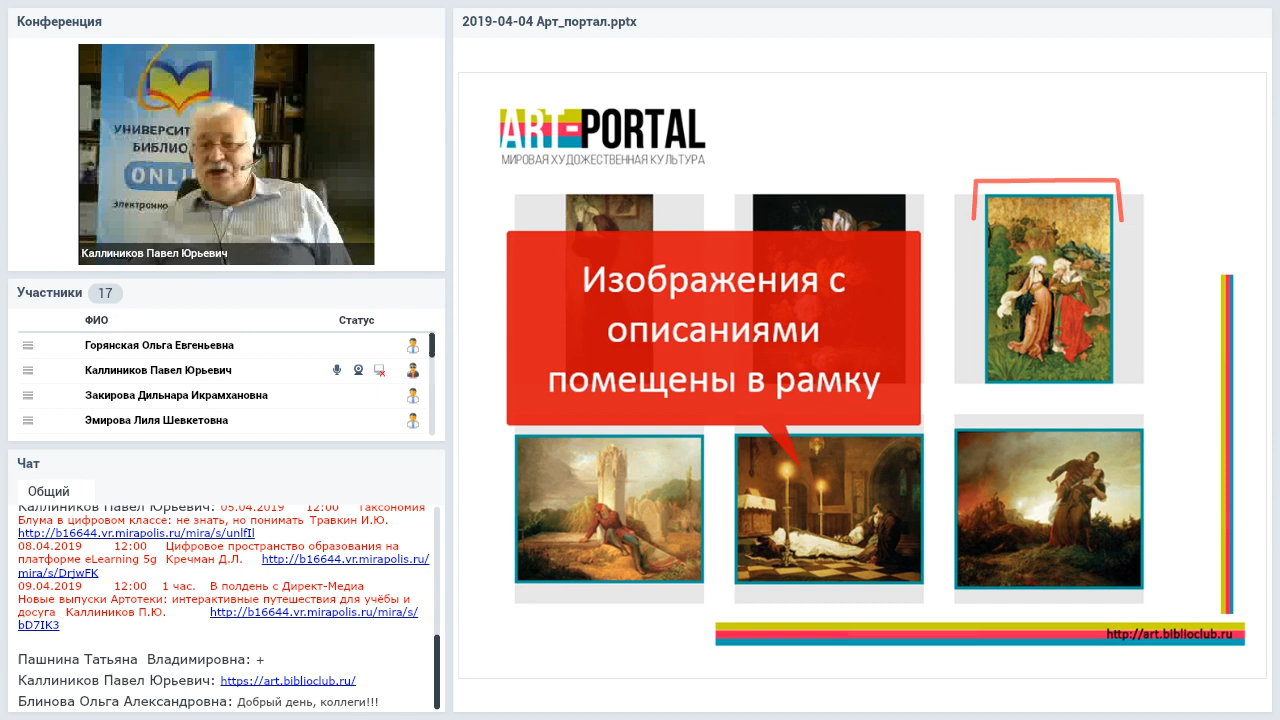 Конференция
УНИВЕРСИТ
БИБЛИО
ONLI
Электронно
Каллиников Павел Юрьевич
Участники 17
ФИО Статус
Горянская Ольга Евгеньевна
Каллиников Павел Юрьевич
Закирова Дильнара Икрамхановна
Эмирова Лиля Шевкетовна
Чат
Общий
Каллиников Павел Юрьевич: 05.04.2019 12:00 Таксономия
Блума в цифровом классе: не знать, но понимать Травкин И.Ю.
http://b16644.vr.mirapolis.ru/mira/s/unlfIl
08.04.2019 12:00 Цифровое пространство образования на
платформе eLearning 5g Кречман Д.Л. http://b16644.vr.mirapolis.ru/
mira/s/DrjwFK
09.04.2019 12:00 1 час. В полдень с Директ-Медиа
Новые выпуски Артотеки: интерактивные путешествия для учёбы и
досуга Каллиников П.Ю. http://b16644.vr.mirapolis.ru/mira/s/
bD7IK3
Пашнина Татьяна Владимировна: +
Каллиников Павел Юрьевич: https://art.biblioclub.ru/
Блинова Ольга Александровна: Добрый день, коллеги!!!
2019-04-04 Арт_портал.pptx
ART-PORTAL
МИРОВАЯ ХУДОЖЕСТВЕННАЯ КУЛЬТУРА
Изображения с
описаниями
помещены в рамку
http://art.biblioclub.ru